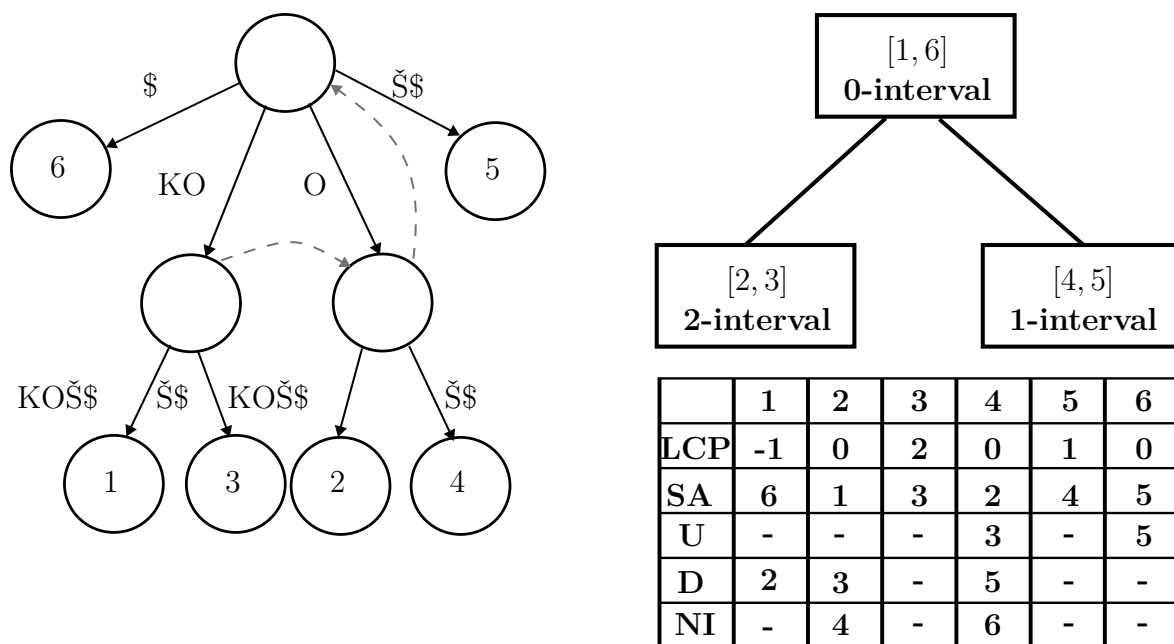 $
Š$
6
5
KO
O
KOŠ$
Š$
KOŠ$
Š$
1
3
2
4
[1, 6]
0-interval
[2, 3]
2-interval
[4, 5]
1-interval
1 2 3 4 5 6
LCP -1 0 2 0 1 0
SA 6 1 3 2 4 5
U - - - 3 - 5
D 2 3 - 5 - -
NI - 4 - 6 - -